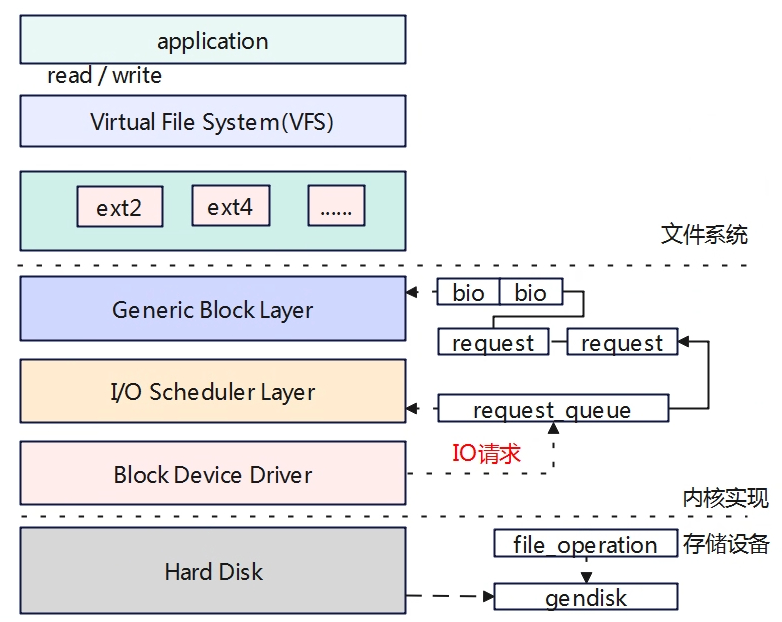 application
read / write
Virtual File System(VFS)
ext2
ext4
......
文件系统
Generic Block Layer
bio
bio
request
request
I/O Scheduler Layer
request_queue
IO请求
Block Device Driver
内核实现
存储设备
file_operation
Hard Disk
gendisk